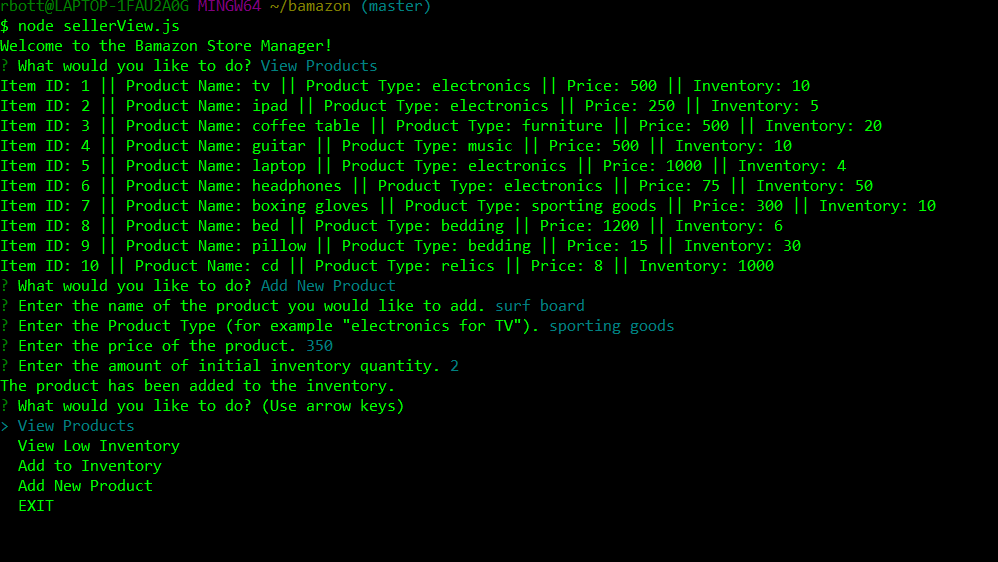 rbott@LAPTOP-1FAU2A0G MINGW64 ~/bamazon (master)
$ node sellerView.js
Welcome to the Bamazon Store Manager!
? What would you like to do? View Products
Item ID: 1 || Product Name: tv || Product Type: electronics || Price: 500 || Inventory: 10
Item ID: 2 || Product Name: ipad || Product Type: electronics || Price: 250 || Inventory: 5
Item ID: 3 || Product Name: coffee table || Product Type: furniture || Price: 500 || Inventory: 20
Item ID: 4 || Product Name: guitar || Product Type: music || Price: 500 || Inventory: 10
Item ID: 5 || Product Name: laptop || Product Type: electronics || Price: 1000 || Inventory: 4
Item ID: 6 || Product Name: headphones || Product Type: electronics || Price: 75 || Inventory: 50
Item ID: 7 || Product Name: boxing gloves || Product Type: sporting goods || Price: 300 || Inventory: 10
Item ID: 8 || Product Name: bed || Product Type: bedding || Price: 1200 || Inventory: 6
Item ID: 9 || Product Name: pillow || Product Type: bedding || Price: 15 || Inventory: 30
Item ID: 10 || Product Name: cd || Product Type: relics || Price: 8 || Inventory: 1000
? What would you like to do? Add New Product
? Enter the name of the product you would like to add. surf board
? Enter the Product Type (for example "electronics for TV"). sporting goods
? Enter the price of the product. 350
? Enter the amount of initial inventory quantity. 2
The product has been added to the inventory.
? What would you like to do? (Use arrow keys)
> View Products
  View Low Inventory
  Add to Inventory
  Add New Product
  EXIT